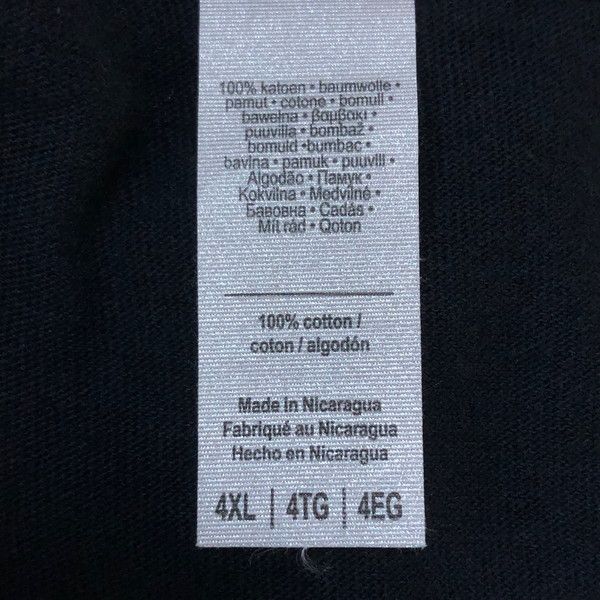 100% katoen • baumwolle •
pamut • cotone • bomull •
bawełna • βαμβακι •
puuvilla • bombaž •
bomuld • bumbac •
bavlna • pamuk • puuvill •
Algodão • Памук •
Kokvilna • Medvilnė •
Бавовна • Cadás •
Mit rád • Qoton
100% cotton /
coton / algodón
Made in Nicaragua
Fabriqué au Nicaragua
Hecho en Nicaragua
4XL | 4TG | 4EG